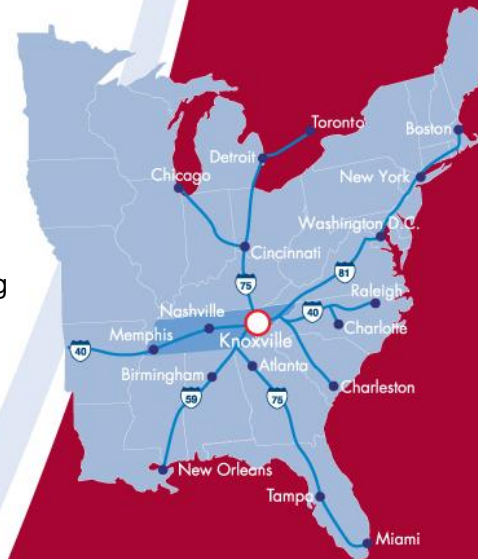 Toronto
Boston
Detroit
Chicago
New York
Washington D.C.
Cincinnati
81
75
g
Raleigh
Nashville
40
Knoxville
Charlotte
Memphis
40
Atlanta
Birmingham
Charleston
59
75
New Orleans
Tampa
Miami